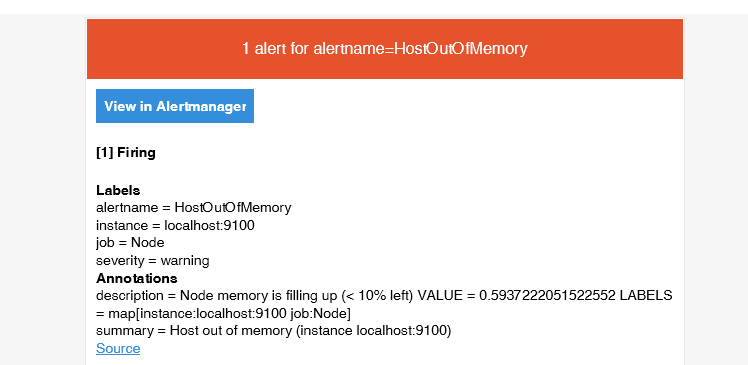 1 alert for alertname=HostOutOfMemory
View in Alertmanager
[1] Firing
Labels
alertname = HostOutOfMemory
instance = localhost:9100
job = Node
severity = warning
Annotations
description = Node memory is filling up (< 10% left) VALUE = 0.5937222051522552 LABELS
= map[instance:localhost:9100 job:Node]
summary = Host out of memory (instance localhost:9100)
Source